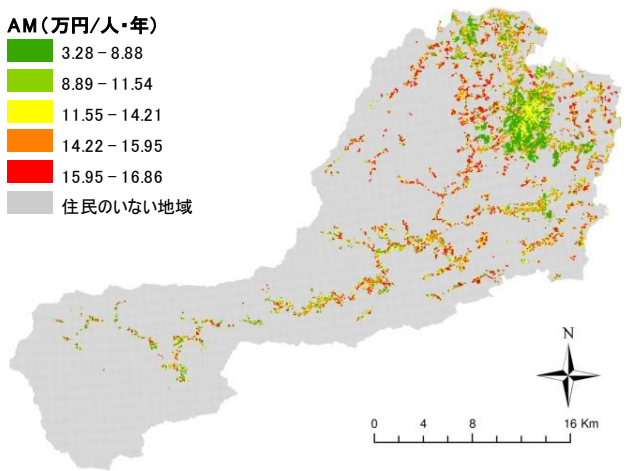 AM(万円/人・年)
3.28 - 8.88
8.89 - 11.54
11.55 - 14.21
14.22 - 15.95
15.95 - 16.86
住民のいない地域
N
0 4 8 16 Km